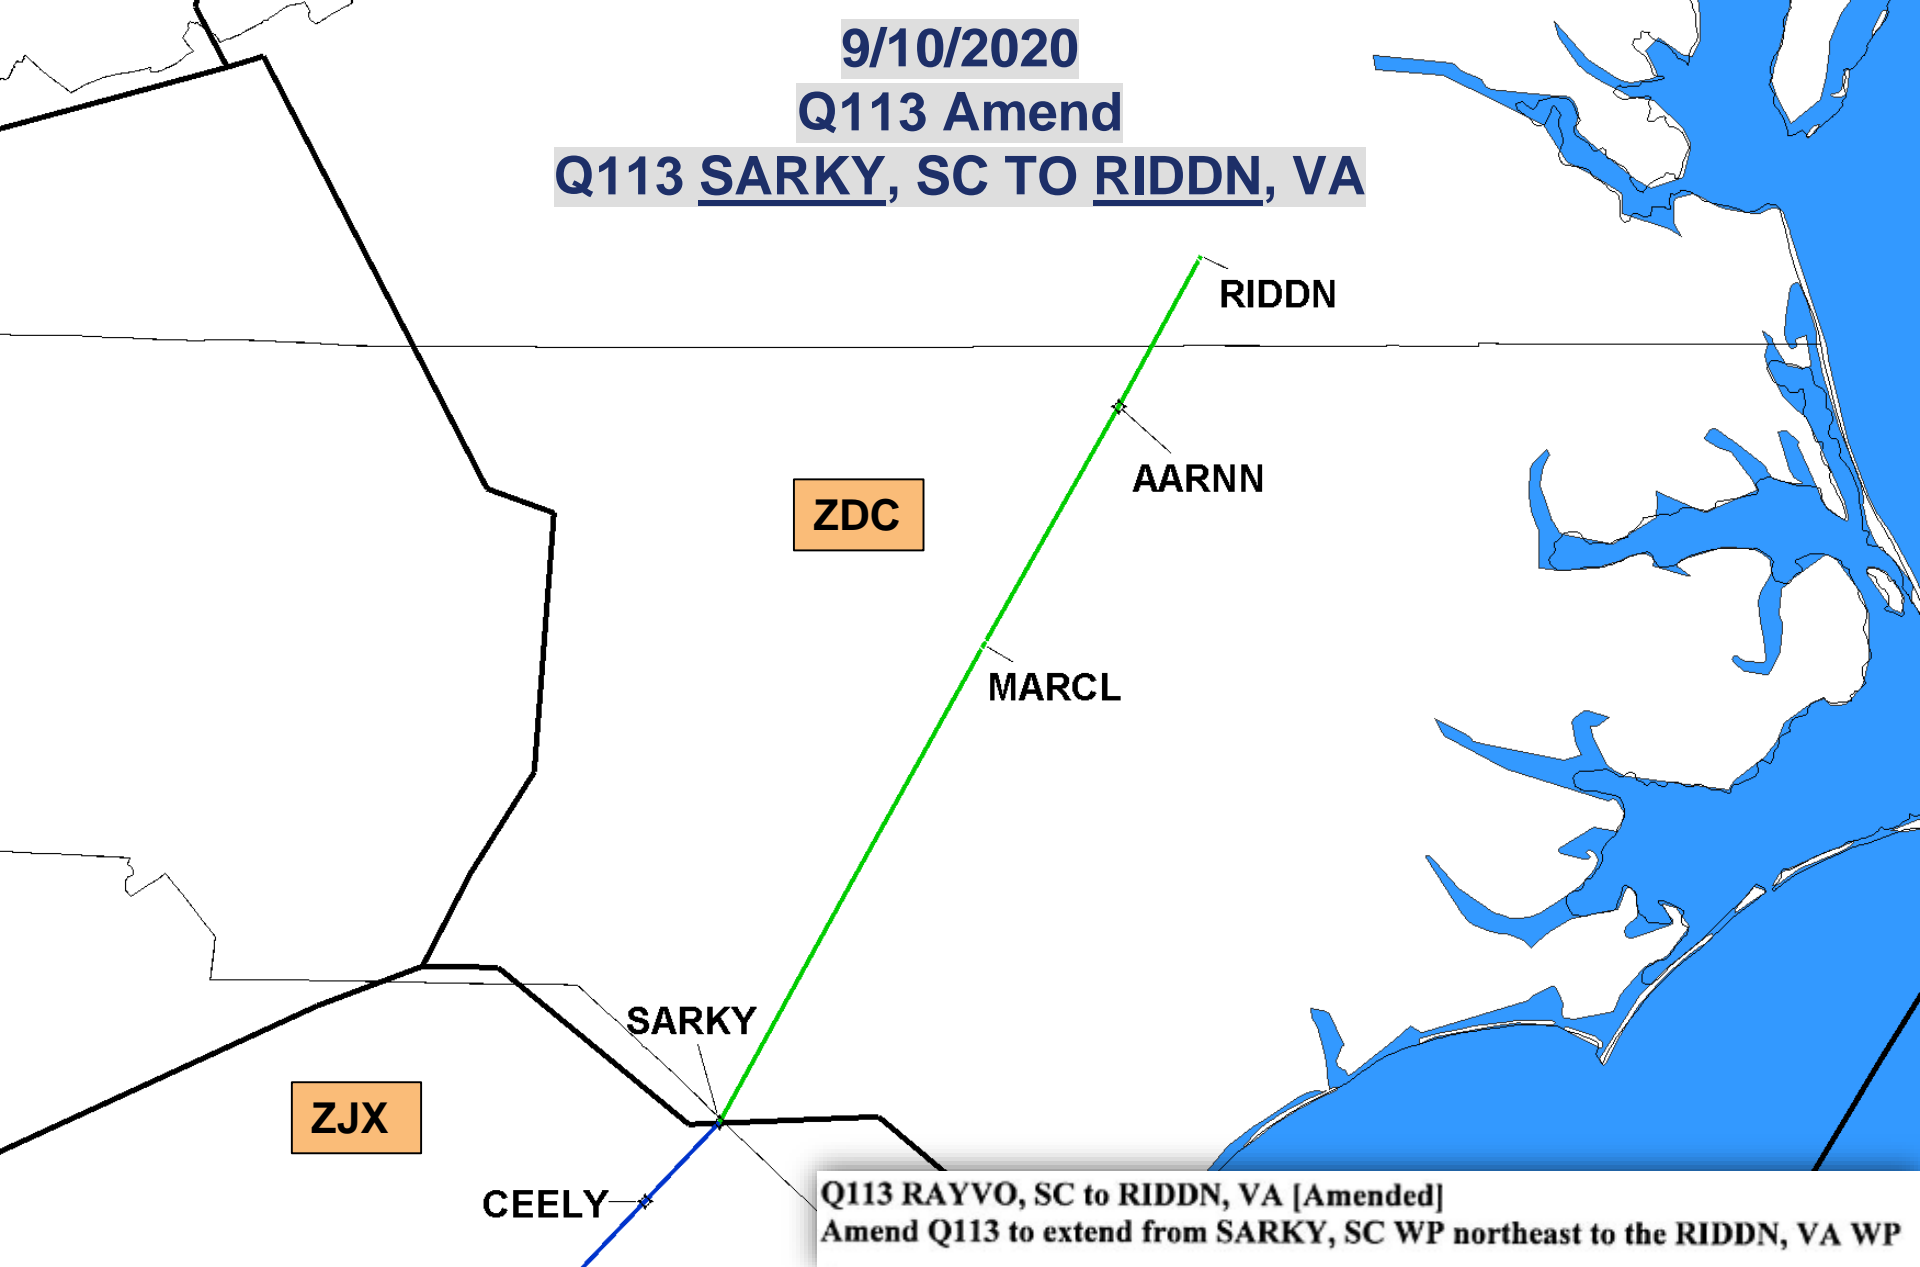 9/10/2020
Q113 Amend
Q113 SARKY, SC TO RIDDN, VA
RIDDN
AARNN
ZDC
MARCL
SARKY
ZJX
CEELY
Q113 RAYVO, SC to RIDDN, VA [Amended]
Amend Q113 to extend from SARKY, SC WP northeast to the RIDDN, VA WP